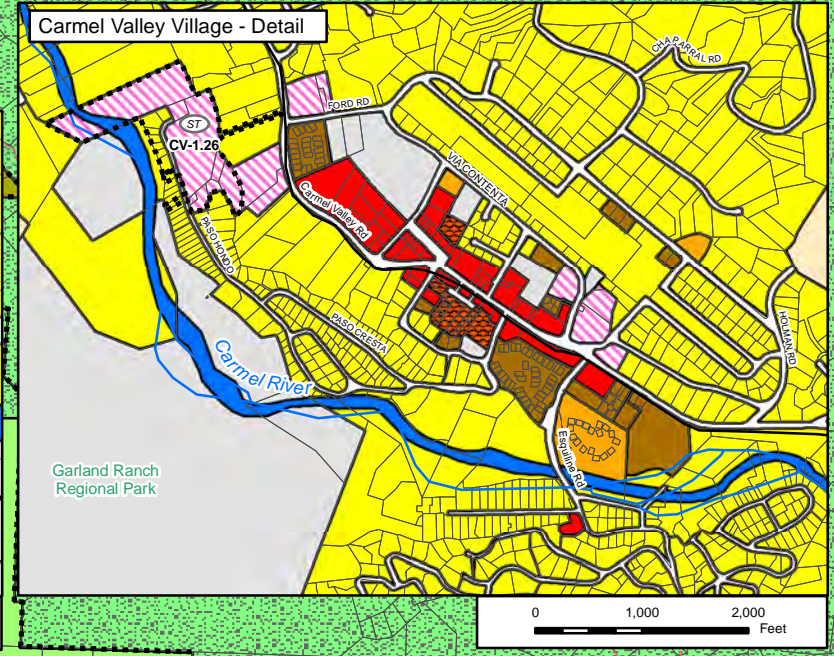 Carmel Valley Village - Detail
CHAPARRAL RD
FORD RD
ST
CV-1.26
VIA CONTENTA
Carmel Valley Rd
PASO HONDO
PASO CRESTA
HOLMAN RD
Carmel River
Esquiline Rd
Garland Ranch
Regional Park
0 1,000 2,000
Feet